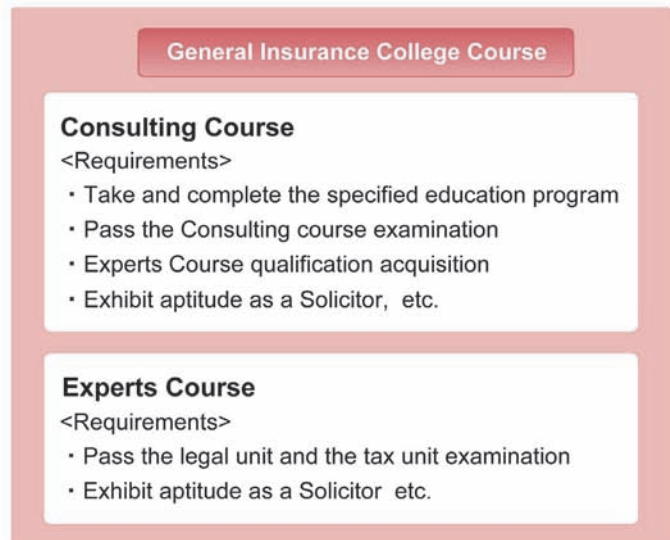 General Insurance College Course
Consulting Course
<Requirements>
・Take and complete the specified education program
・Pass the Consulting course examination
・Experts Course qualification acquisition
・Exhibit aptitude as a Solicitor, etc.
Experts Course
<Requirements>
・Pass the legal unit and the tax unit examination
・Exhibit aptitude as a Solicitor etc.